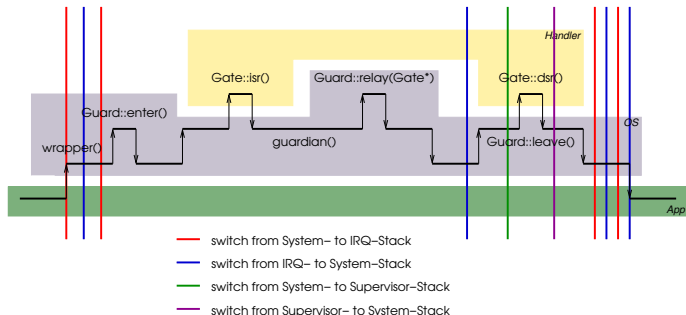 Handler
Gate::isr() Guard::relay(Gate*) Gate::dsr()
Guard::enter() OS
wrapper() guardian() Guard::leave()
App
switch from System– to IRQ–Stack
switch from IRQ– to System–Stack
switch from System– to Supervisor–Stack
switch from Supervisor– to System–Stack